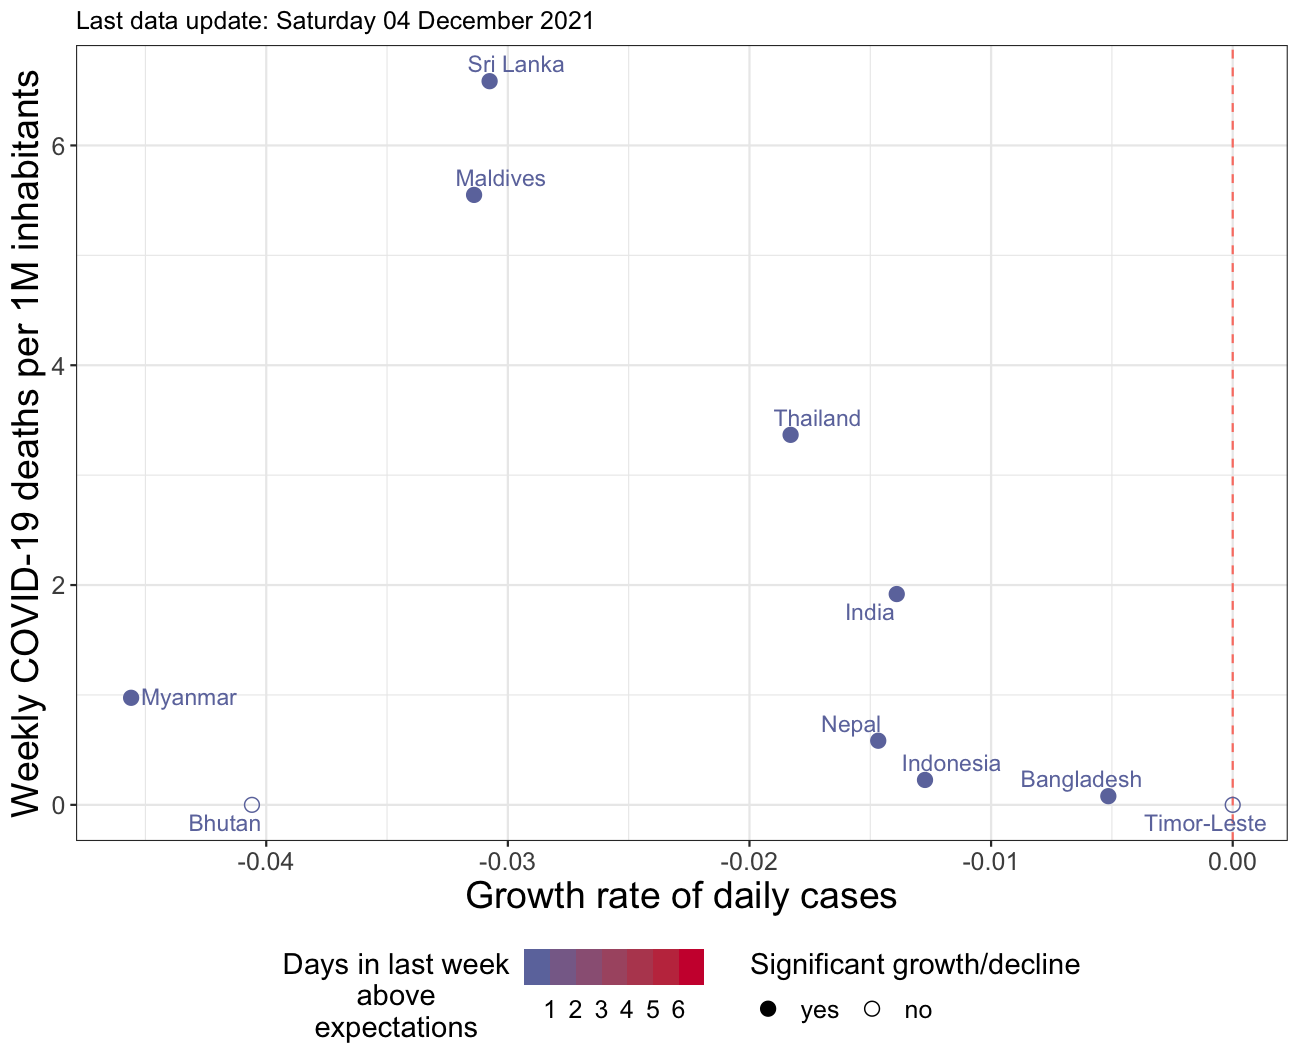 Last data update: Saturday 04 December 2021
Weekly COVID-19 deaths per 1M inhabitants
6
4
2
0
Sri Lanka
Maldives
Thailand
India
Myanmar
Nepal
Indonesia
Bangladesh
Bhutan
Timor-Leste
-0.04 -0.03 -0.02 -0.01 0.00
Growth rate of daily cases
Days in last week
above
expectations
1 2 3 4 5 6
Significant growth/decline
yes no